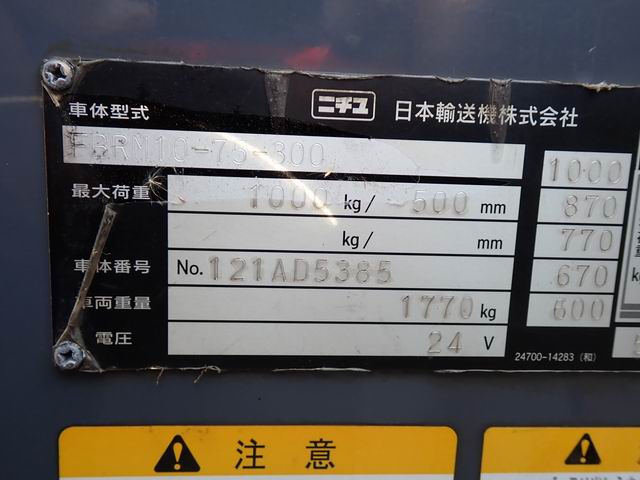 ニチユ 日本輸送機株式会社
車体型式
FBRM10-75-300
最大荷重 1000 kg/ 500 mm
kg/ mm
車体番号 No. 121AD5385
車両重量 1770 kg
電圧 24 V
1000
870
770
670
600
24700-14283 (和)
注意